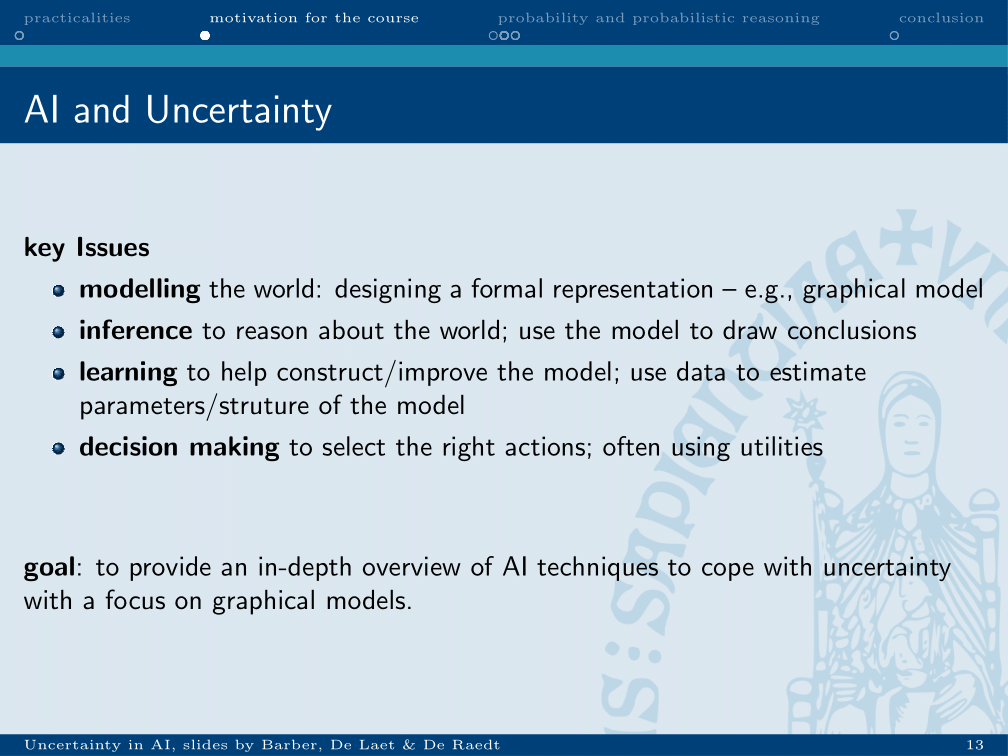 practicalities motivation for the course probability and probabilistic reasoning conclusion
AI and Uncertainty
key Issues
modelling the world: designing a formal representation – e.g., graphical model
inference to reason about the world; use the model to draw conclusions
learning to help construct/improve the model; use data to estimate
parameters/struture of the model
decision making to select the right actions; often using utilities
goal: to provide an in-depth overview of AI techniques to cope with uncertainty
with a focus on graphical models.
Uncertainty in AI, slides by Barber, De Laet & De Raedt 13